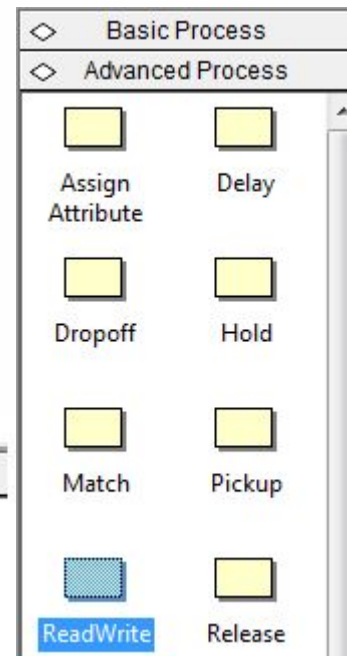 Basic Process
Advanced Process
Assign
Attribute
Delay
Dropoff
Hold
Match
Pickup
ReadWrite
Release